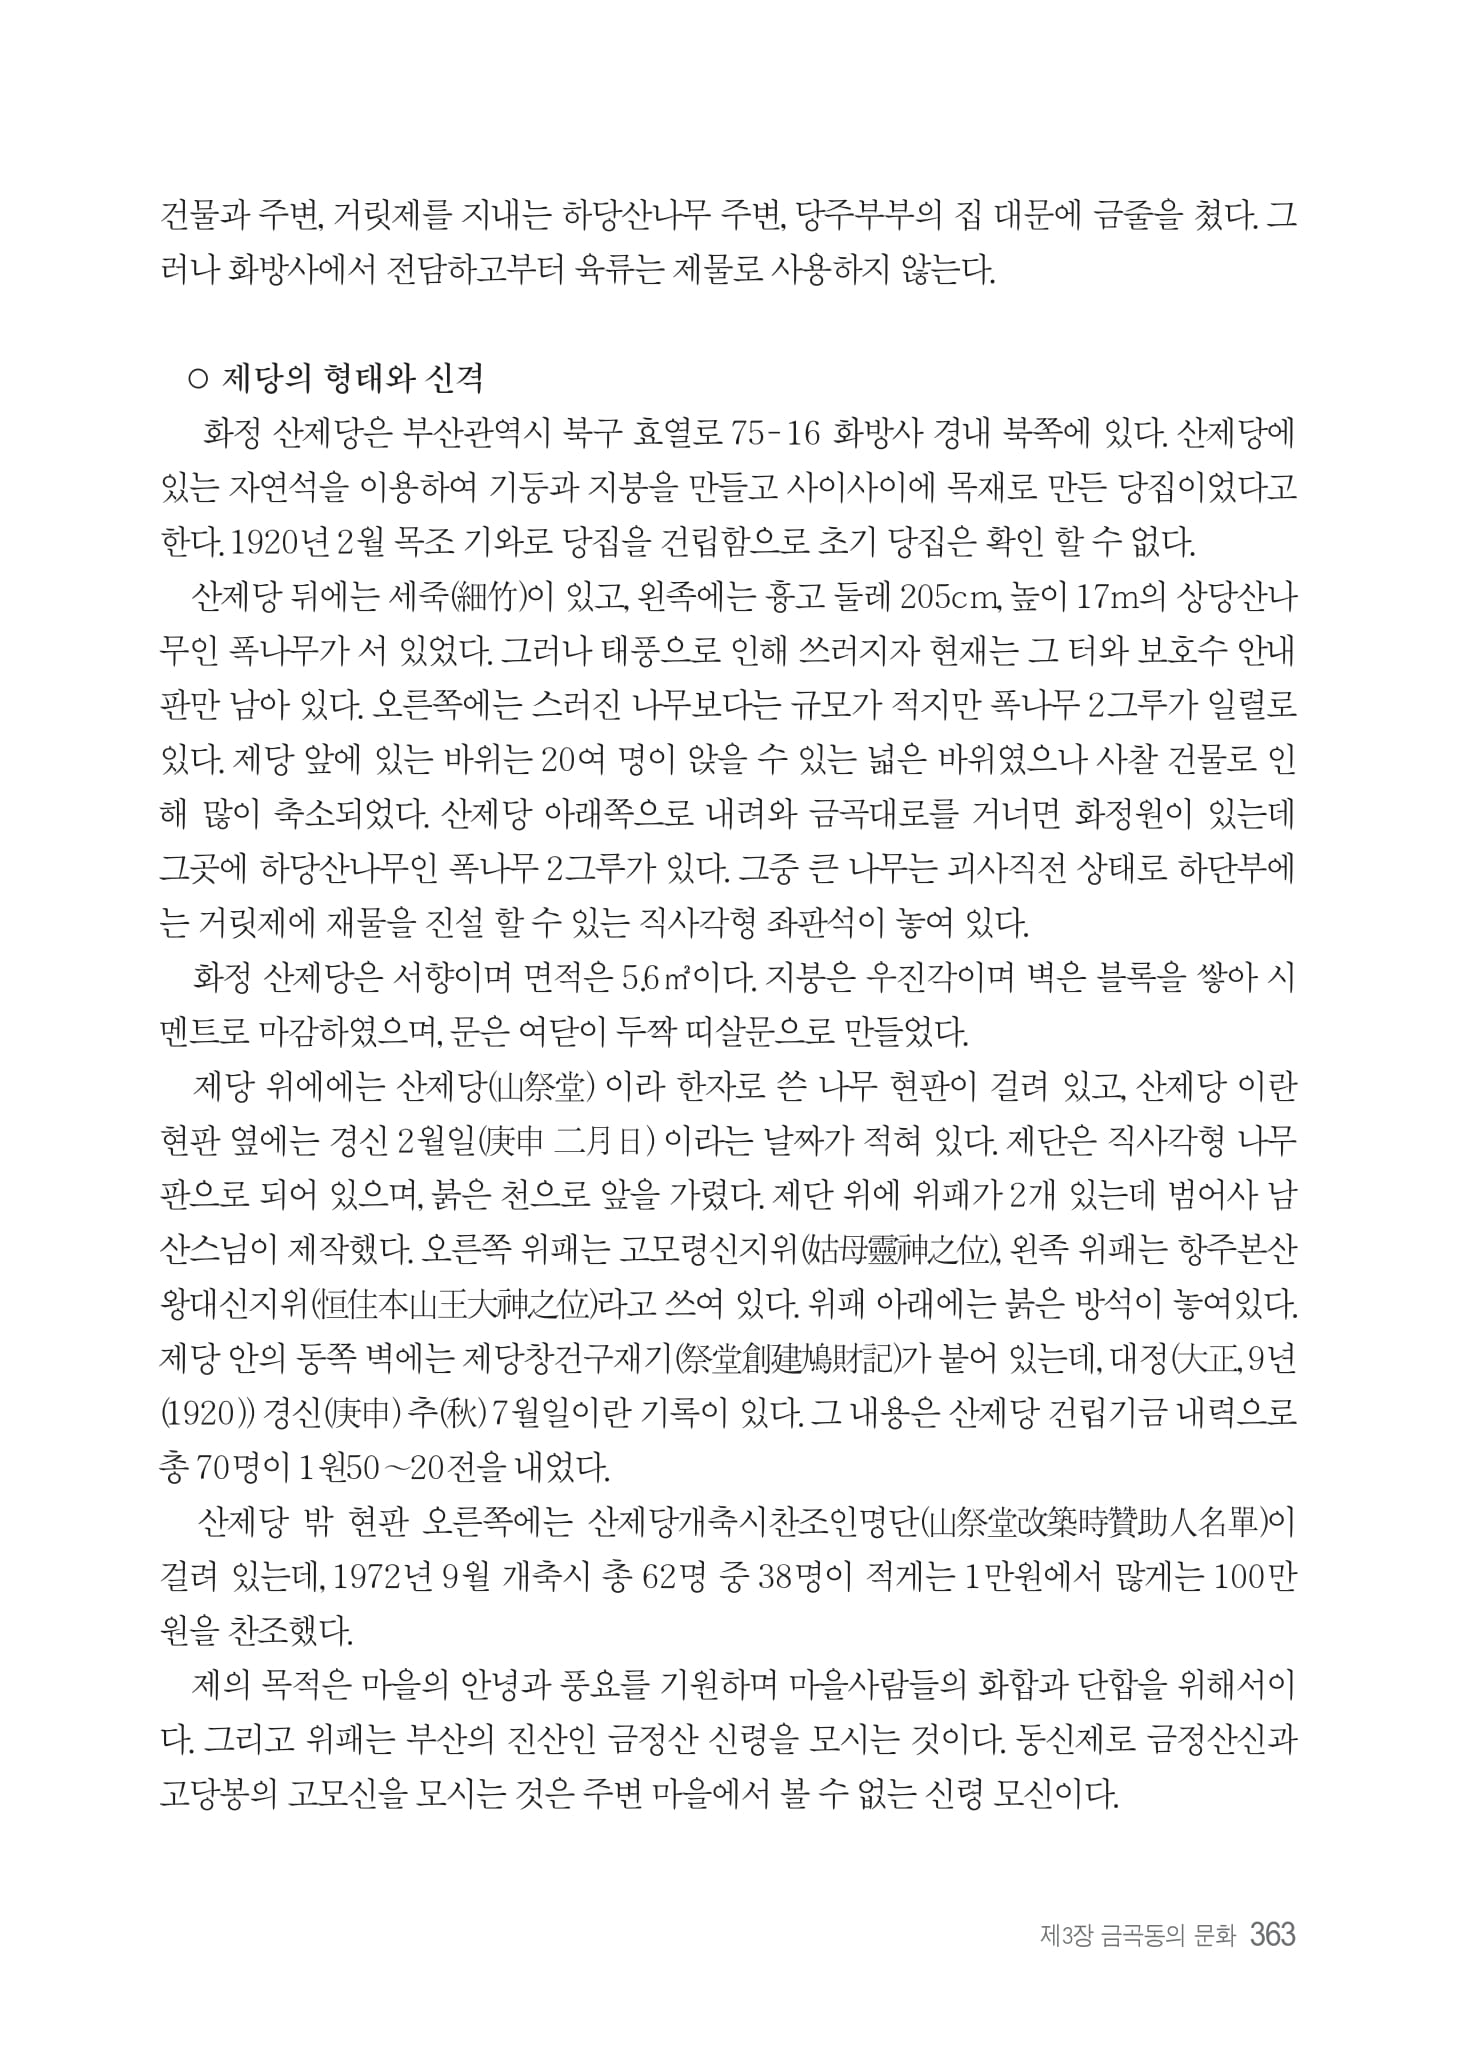 건물과 주변, 거릿제를 지내는 하당산나무 주변, 당주부부의 집 대문에 금줄을 쳤다. 그
러나 화방사에서 전담하고부터 육류는 제물로 사용하지 않는다.
○ 제당의 형태와 신격
화정 산제당은 부산관역시 북구 효열로 75-16 화방사 경내 북쪽에 있다. 산제당에
있는 자연석을 이용하여 기둥과 지붕을 만들고 사이사이에 목재로 만든 당집이었다고
한다. 1920년 2월 목조 기와로 당집을 건립함으로 초기 당집은 확인 할 수 없다.
산제당 뒤에는 세죽(細竹)이 있고, 왼족에는 흉고 둘레 205cm, 높이 17m의 상당산나
무인 폭나무가 서 있었다. 그러나 태풍으로 인해 쓰러지자 현재는 그 터와 보호수 안내
판만 남아 있다. 오른쪽에는 스러진 나무보다는 규모가 적지만 폭나무 2그루가 일렬로
있다. 제당 앞에 있는 바위는 20여 명이 앉을 수 있는 넓은 바위였으나 사찰 건물로 인
해 많이 축소되었다. 산제당 아래쪽으로 내려와 금곡대로를 거너면 화정원이 있는데
그곳에 하당산나무인 폭나무 2그루가 있다. 그중 큰 나무는 괴사직전 상태로 하단부에
는 거릿제에 재물을 진설 할 수 있는 직사각형 좌판석이 놓여 있다.
화정 산제당은 서향이며 면적은 5.6㎡이다. 지붕은 우진각이며 벽은 블록을 쌓아 시
멘트로 마감하였으며, 문은 여닫이 두짝 띠살문으로 만들었다.
제당 위에에는 산제당(山祭堂) 이라 한자로 쓴 나무 현판이 걸려 있고, 산제당 이란
현판 옆에는 경신 2월일(庚申 二月日) 이라는 날짜가 적혀 있다. 제단은 직사각형 나무
판으로 되어 있으며, 붉은 천으로 앞을 가렸다. 제단 위에 위패가 2개 있는데 범어사 남
산스님이 제작했다. 오른쪽 위패는 고모령신지위(姑母靈神之位), 왼족 위패는 항주본산
왕대신지위(恒住本山王大神之位)라고 쓰여 있다. 위패 아래에는 붉은 방석이 놓여있다.
제당 안의 동쪽 벽에는 제당창건구재기(祭堂創建鳩財記)가 붙어 있는데, 대정(大正, 9년
(1920)) 경신(庚申) 추(秋) 7월일이란 기록이 있다. 그 내용은 산제당 건립기금 내력으로
총 70명이 1원50～20전을 내었다.
산제당 밖 현판 오른쪽에는 산제당개축시찬조인명단(山祭堂改築時贊助人名單)이
걸려 있는데, 1972년 9월 개축시 총 62명 중 38명이 적게는 1만원에서 많게는 100만
원을 찬조했다.
제의 목적은 마을의 안녕과 풍요를 기원하며 마을사람들의 화합과 단합을 위해서이
다. 그리고 위패는 부산의 진산인 금정산 신령을 모시는 것이다. 동신제로 금정산신과
고당봉의 고모신을 모시는 것은 주변 마을에서 볼 수 없는 신령 모신이다.
제3장 금곡동의 문화 363